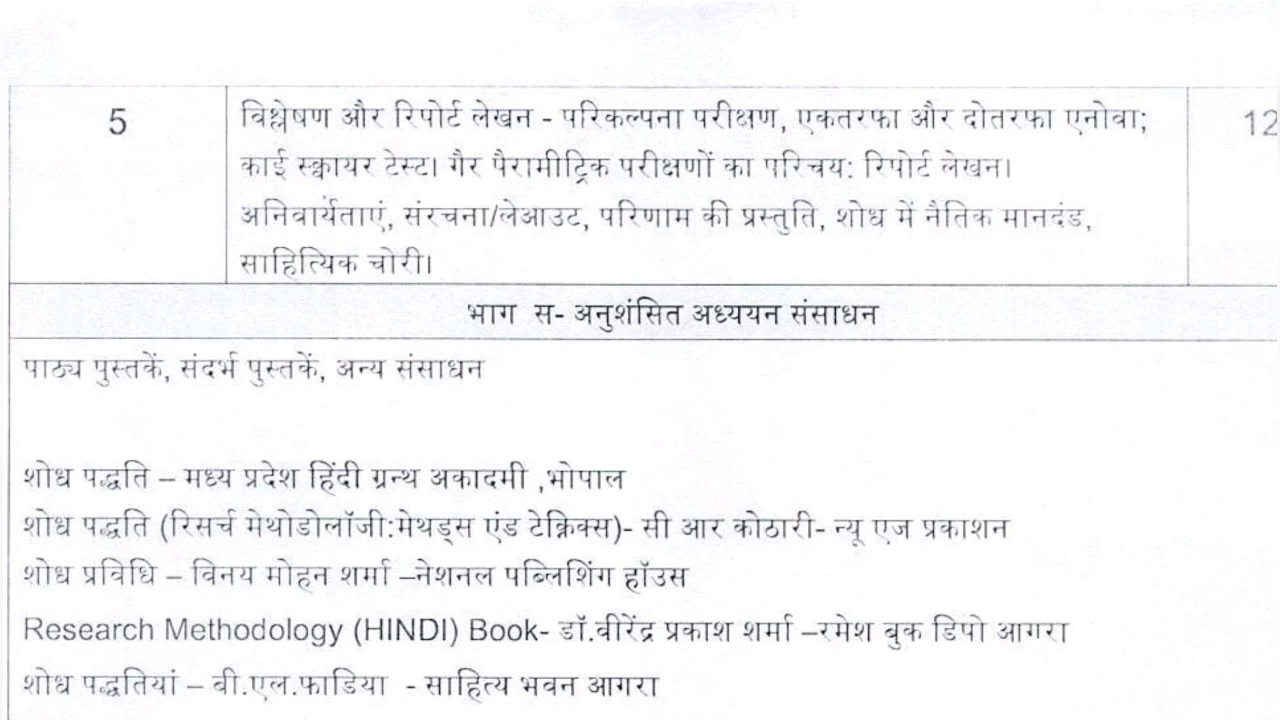 5
विश्लेषण और रिपोर्ट लेखन - परिकल्पना परीक्षण, एकतरफा और दोतरफा एनोवा;
12
काई स्क्वायर टेस्ट। गैर पैरामीट्रिक परीक्षणों का परिचय: रिपोर्ट लेखन।
अनिवार्यताएं, संरचना/लेआउट, परिणाम की प्रस्तुति, शोध में नैतिक मानदंड,
साहित्यिक चोरी।
भाग स- अनुशंसित अध्ययन संसाधन
पाठ्य पुस्तकें, संदर्भ पुस्तकें, अन्य संसाधन
शोध पद्धति – मध्य प्रदेश हिंदी ग्रन्थ अकादमी ,भोपाल
शोध पद्धति (रिसर्च मेथोडोलॉजी:मेथड्स एंड टेक्निक्स)- सी आर कोठारी- न्यू एज प्रकाशन
शोध प्रविधि – विनय मोहन शर्मा –नेशनल पब्लिशिंग हॉउस
Research Methodology (HINDI) Book- डॉ.वीरेंद्र प्रकाश शर्मा –रमेश बुक डिपो आगरा
शोध पद्धतियां – बी.एल.फाडिया - साहित्य भवन आगरा